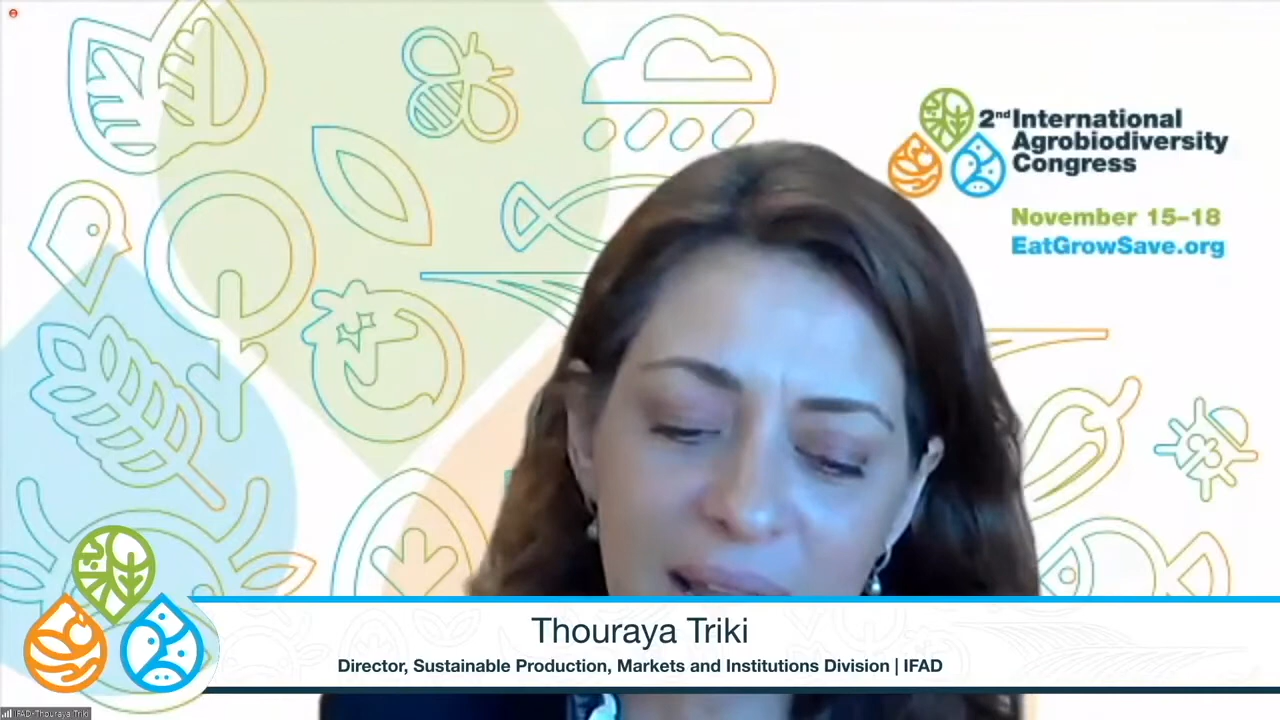 2nd International
Agrobiodiversity
Congress
November 15–18
EatGrowSave.org
Thouraya Triki
Director, Sustainable Production, Markets and Institutions Division | IFAD
IFAD-Thouraya Triki